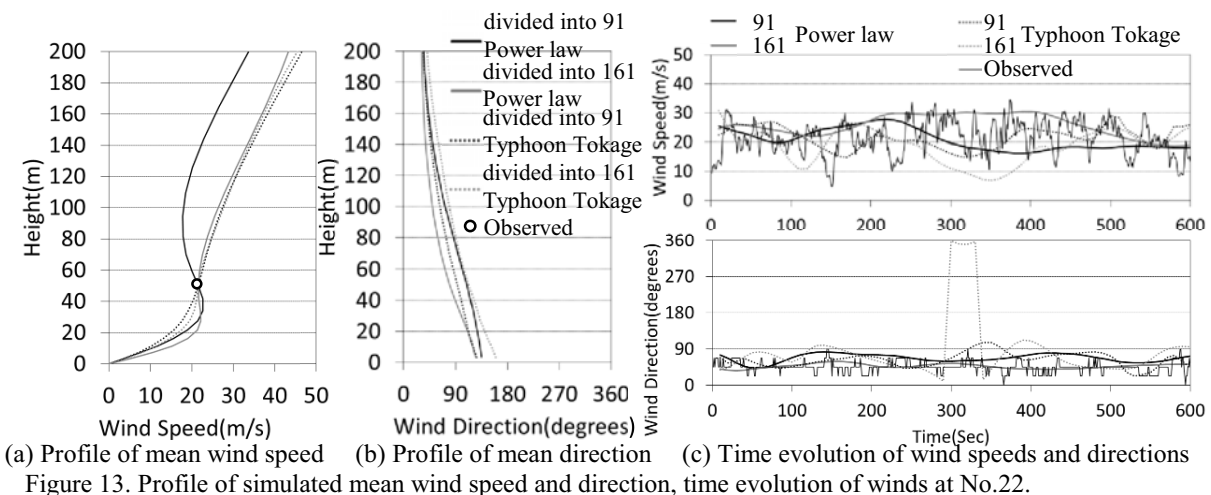 200
180
160
140
120
100
80
60
40
20
0
Height(m)
0 10 20 30 40 50
Wind Speed(m/s)
200
180
160
140
120
100
80
60
40
20
0
Height(m)
0 90 180 270 360
Wind Direction(degrees)
divided into 91
Power law
divided into 161
Power law
divided into 91
Typhoon Tokage
divided into 161
Typhoon Tokage
Observed
91 Power law
161
91
161 Typhoon Tokage
Observed
50
40
30
20
10
0
Wind Speed(m/s)
0 100 200 300 400 500 600
360
270
180
90
0
Wind Direction(degrees)
0 100 200 300 400 500 600
Time(Sec)
(a) Profile of mean wind speed (b) Profile of mean direction (c) Time evolution of wind speeds and directions
Figure 13. Profile of simulated mean wind speed and direction, time evolution of winds at No.22.